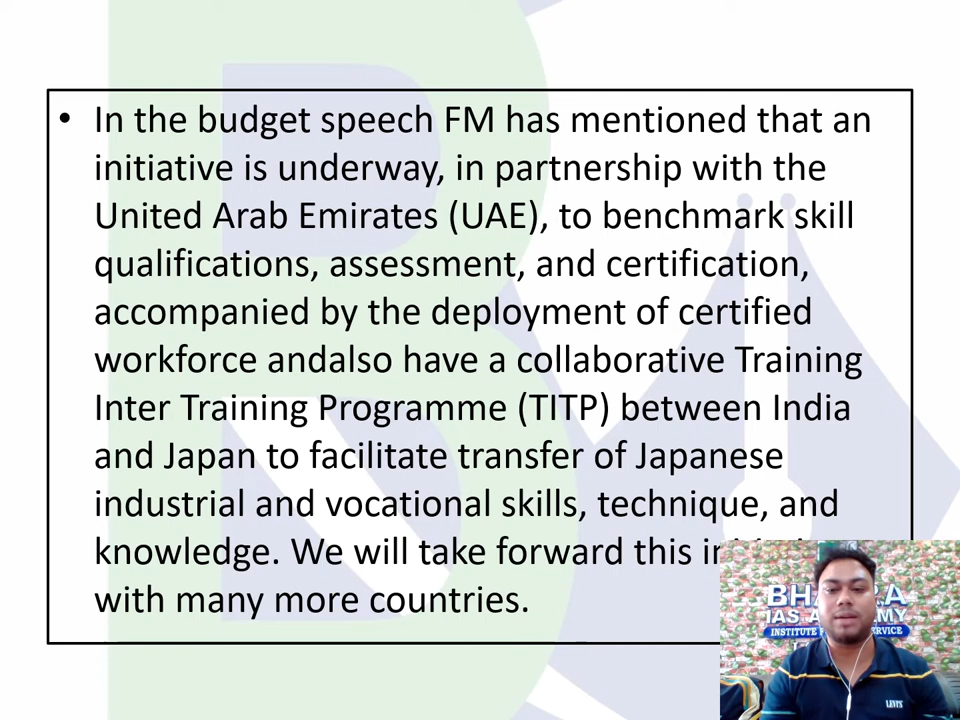 • In the budget speech FM has mentioned that an
initiative is underway, in partnership with the
United Arab Emirates (UAE), to benchmark skill
qualifications, assessment, and certification,
accompanied by the deployment of certified
workforce andalso have a collaborative Training
Inter Training Programme (TITP) between India
and Japan to facilitate transfer of Japanese
industrial and vocational skills, technique, and
knowledge. We will take forward this
with many more countries.
IAS
INSTITUTE
LEVI'S